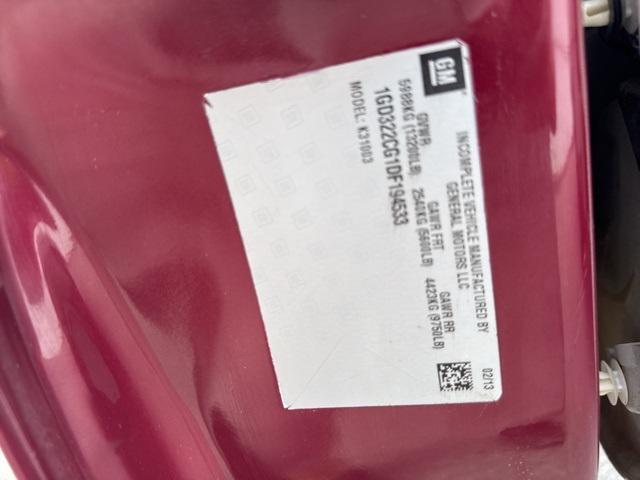 GM
INCOMPLETE VEHICLE MANUFACTURED BY
GENERAL MOTORS LLC
02/13
GVWR GAWR FRT GAWR RR
5988KG (13200LB) 2540KG (5600LB) 4423KG (9750LB)
1GD322CG1DF194533
MODEL: K31003